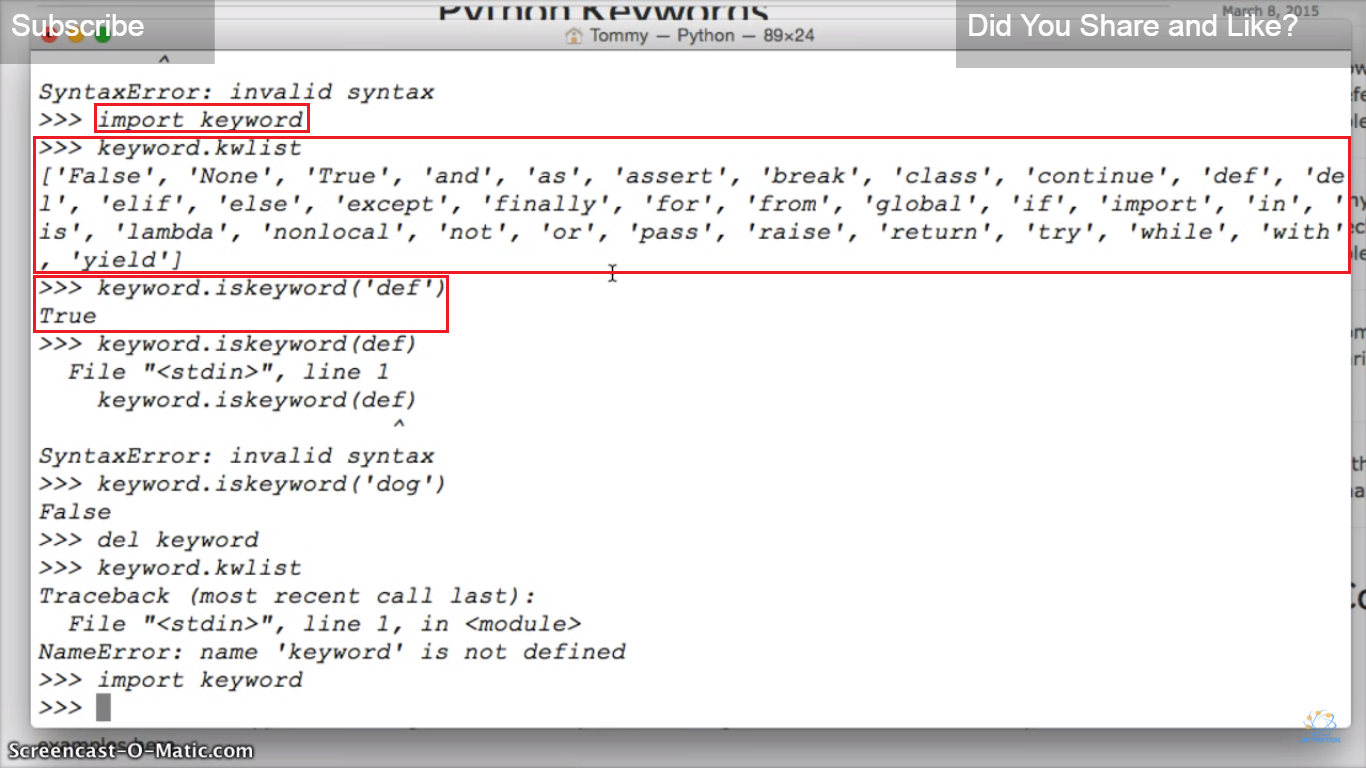 Python Keywords
March 8, 2015
Subscribe
Did You Share and Like?
Tommy — Python — 89×24
^
SyntaxError: invalid syntax
>>> import keyword
>>> keyword.kwlist
['False', 'None', 'True', 'and', 'as', 'assert', 'break', 'class', 'continue', 'def', 'de
l', 'elif', 'else', 'except', 'finally', 'for', 'from', 'global', 'if', 'import', 'in', '
is', 'lambda', 'nonlocal', 'not', 'or', 'pass', 'raise', 'return', 'try', 'while', 'with'
, 'yield']
>>> keyword.iskeyword('def')
True
>>> keyword.iskeyword(def)
File "<stdin>", line 1
keyword.iskeyword(def)
^
SyntaxError: invalid syntax
>>> keyword.iskeyword('dog')
False
>>> del keyword
>>> keyword.kwlist
Traceback (most recent call last):
File "<stdin>", line 1, in <module>
NameError: name 'keyword' is not defined
>>> import keyword
>>>
Screencast-O-Matic.com